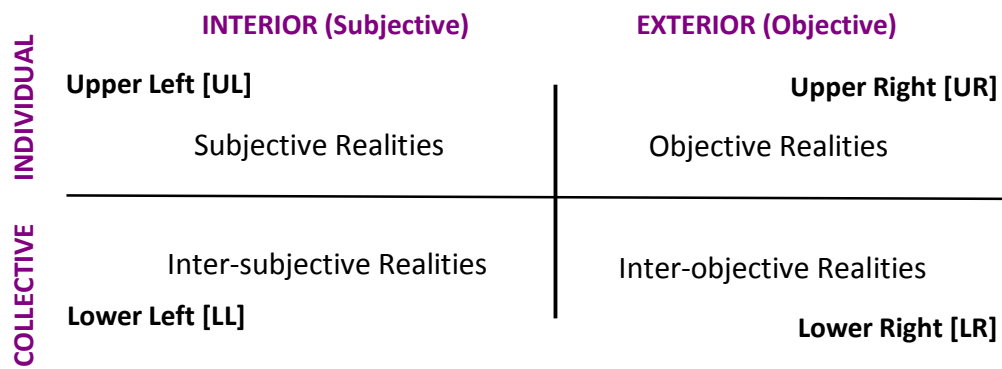 INTERIOR (Subjective) EXTERIOR (Objective)
INDIVIDUAL
Upper Left [UL] Upper Right [UR]
Subjective Realities Objective Realities
COLLECTIVE
Inter-subjective Realities Inter-objective Realities
Lower Left [LL] Lower Right [LR]